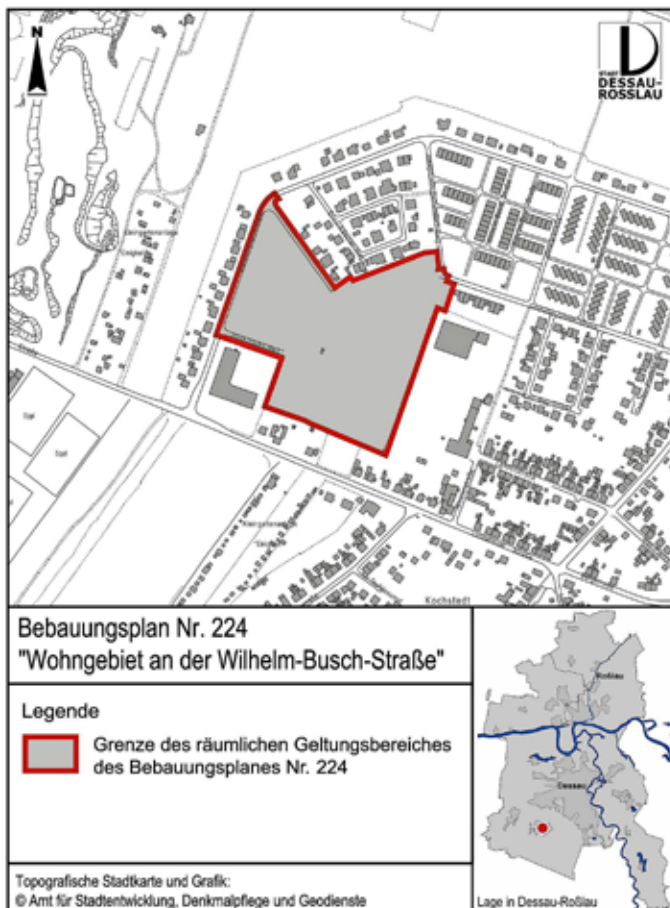 N
STADT
DESSAU-
ROSSLAU
Kochstedt
Bebauungsplan Nr. 224
"Wohngebiet an der Wilhelm-Busch-Straße"
Legende
Grenze des räumlichen Geltungsbereiches
des Bebauungsplanes Nr. 224
Roßlau
Dessau
Topografische Stadtkarte und Grafik:
© Amt für Stadtentwicklung, Denkmalpflege und Geodienste
Lage in Dessau-Roßlau